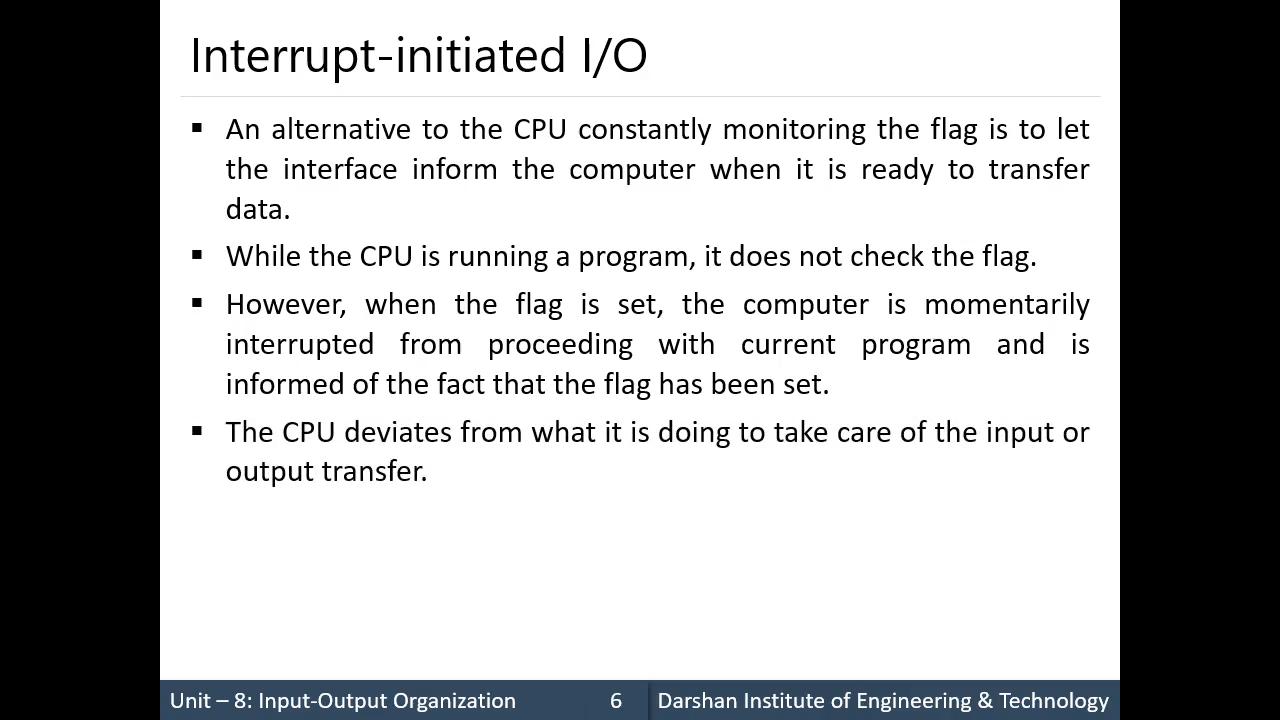 Interrupt-initiated I/O
▪ An alternative to the CPU constantly monitoring the flag is to let
the interface inform the computer when it is ready to transfer
data.
▪ While the CPU is running a program, it does not check the flag.
▪ However, when the flag is set, the computer is momentarily
interrupted from proceeding with current program and is
informed of the fact that the flag has been set.
▪ The CPU deviates from what it is doing to take care of the input or
output transfer.
Unit – 8: Input-Output Organization 6 Darshan Institute of Engineering & Technology